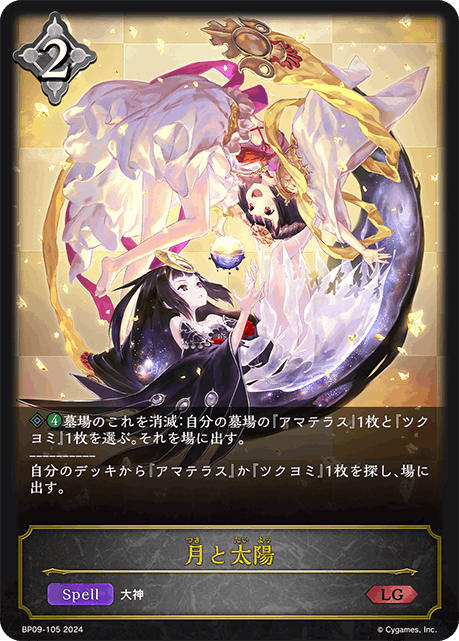 2
4 墓場のこれを消滅:自分の墓場の『アマテラス』1枚と『ツク
ヨミ』1枚を選ぶ。それを場に出す。
----------
自分のデッキから『アマテラス』か『ツクヨミ』1枚を探し、場に
出す。
つき たいよう
月と太陽
Spell 大神 LG
BP09-105 2024 © Cygames, Inc.